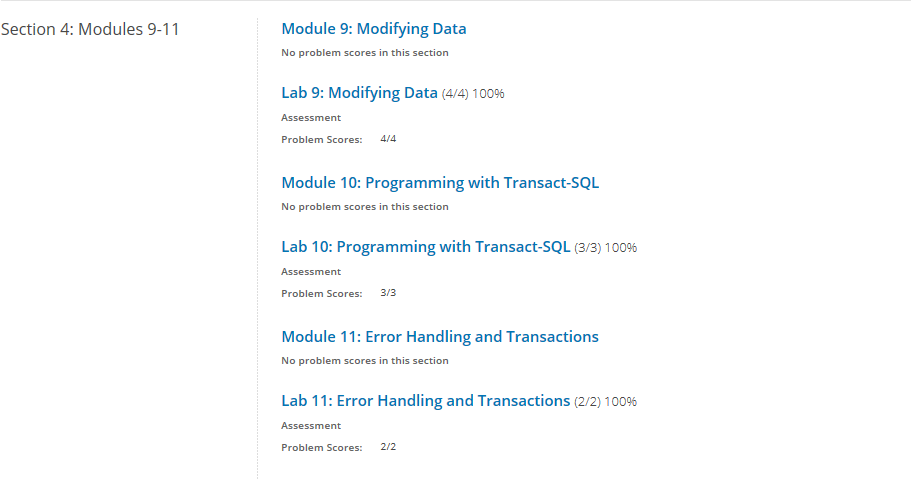 Section 4: Modules 9-11
Module 9: Modifying Data
No problem scores in this section
Lab 9: Modifying Data (4/4) 100%
Assessment
Problem Scores: 4/4
Module 10: Programming with Transact-SQL
No problem scores in this section
Lab 10: Programming with Transact-SQL (3/3) 100%
Assessment
Problem Scores: 3/3
Module 11: Error Handling and Transactions
No problem scores in this section
Lab 11: Error Handling and Transactions (2/2) 100%
Assessment
Problem Scores: 2/2